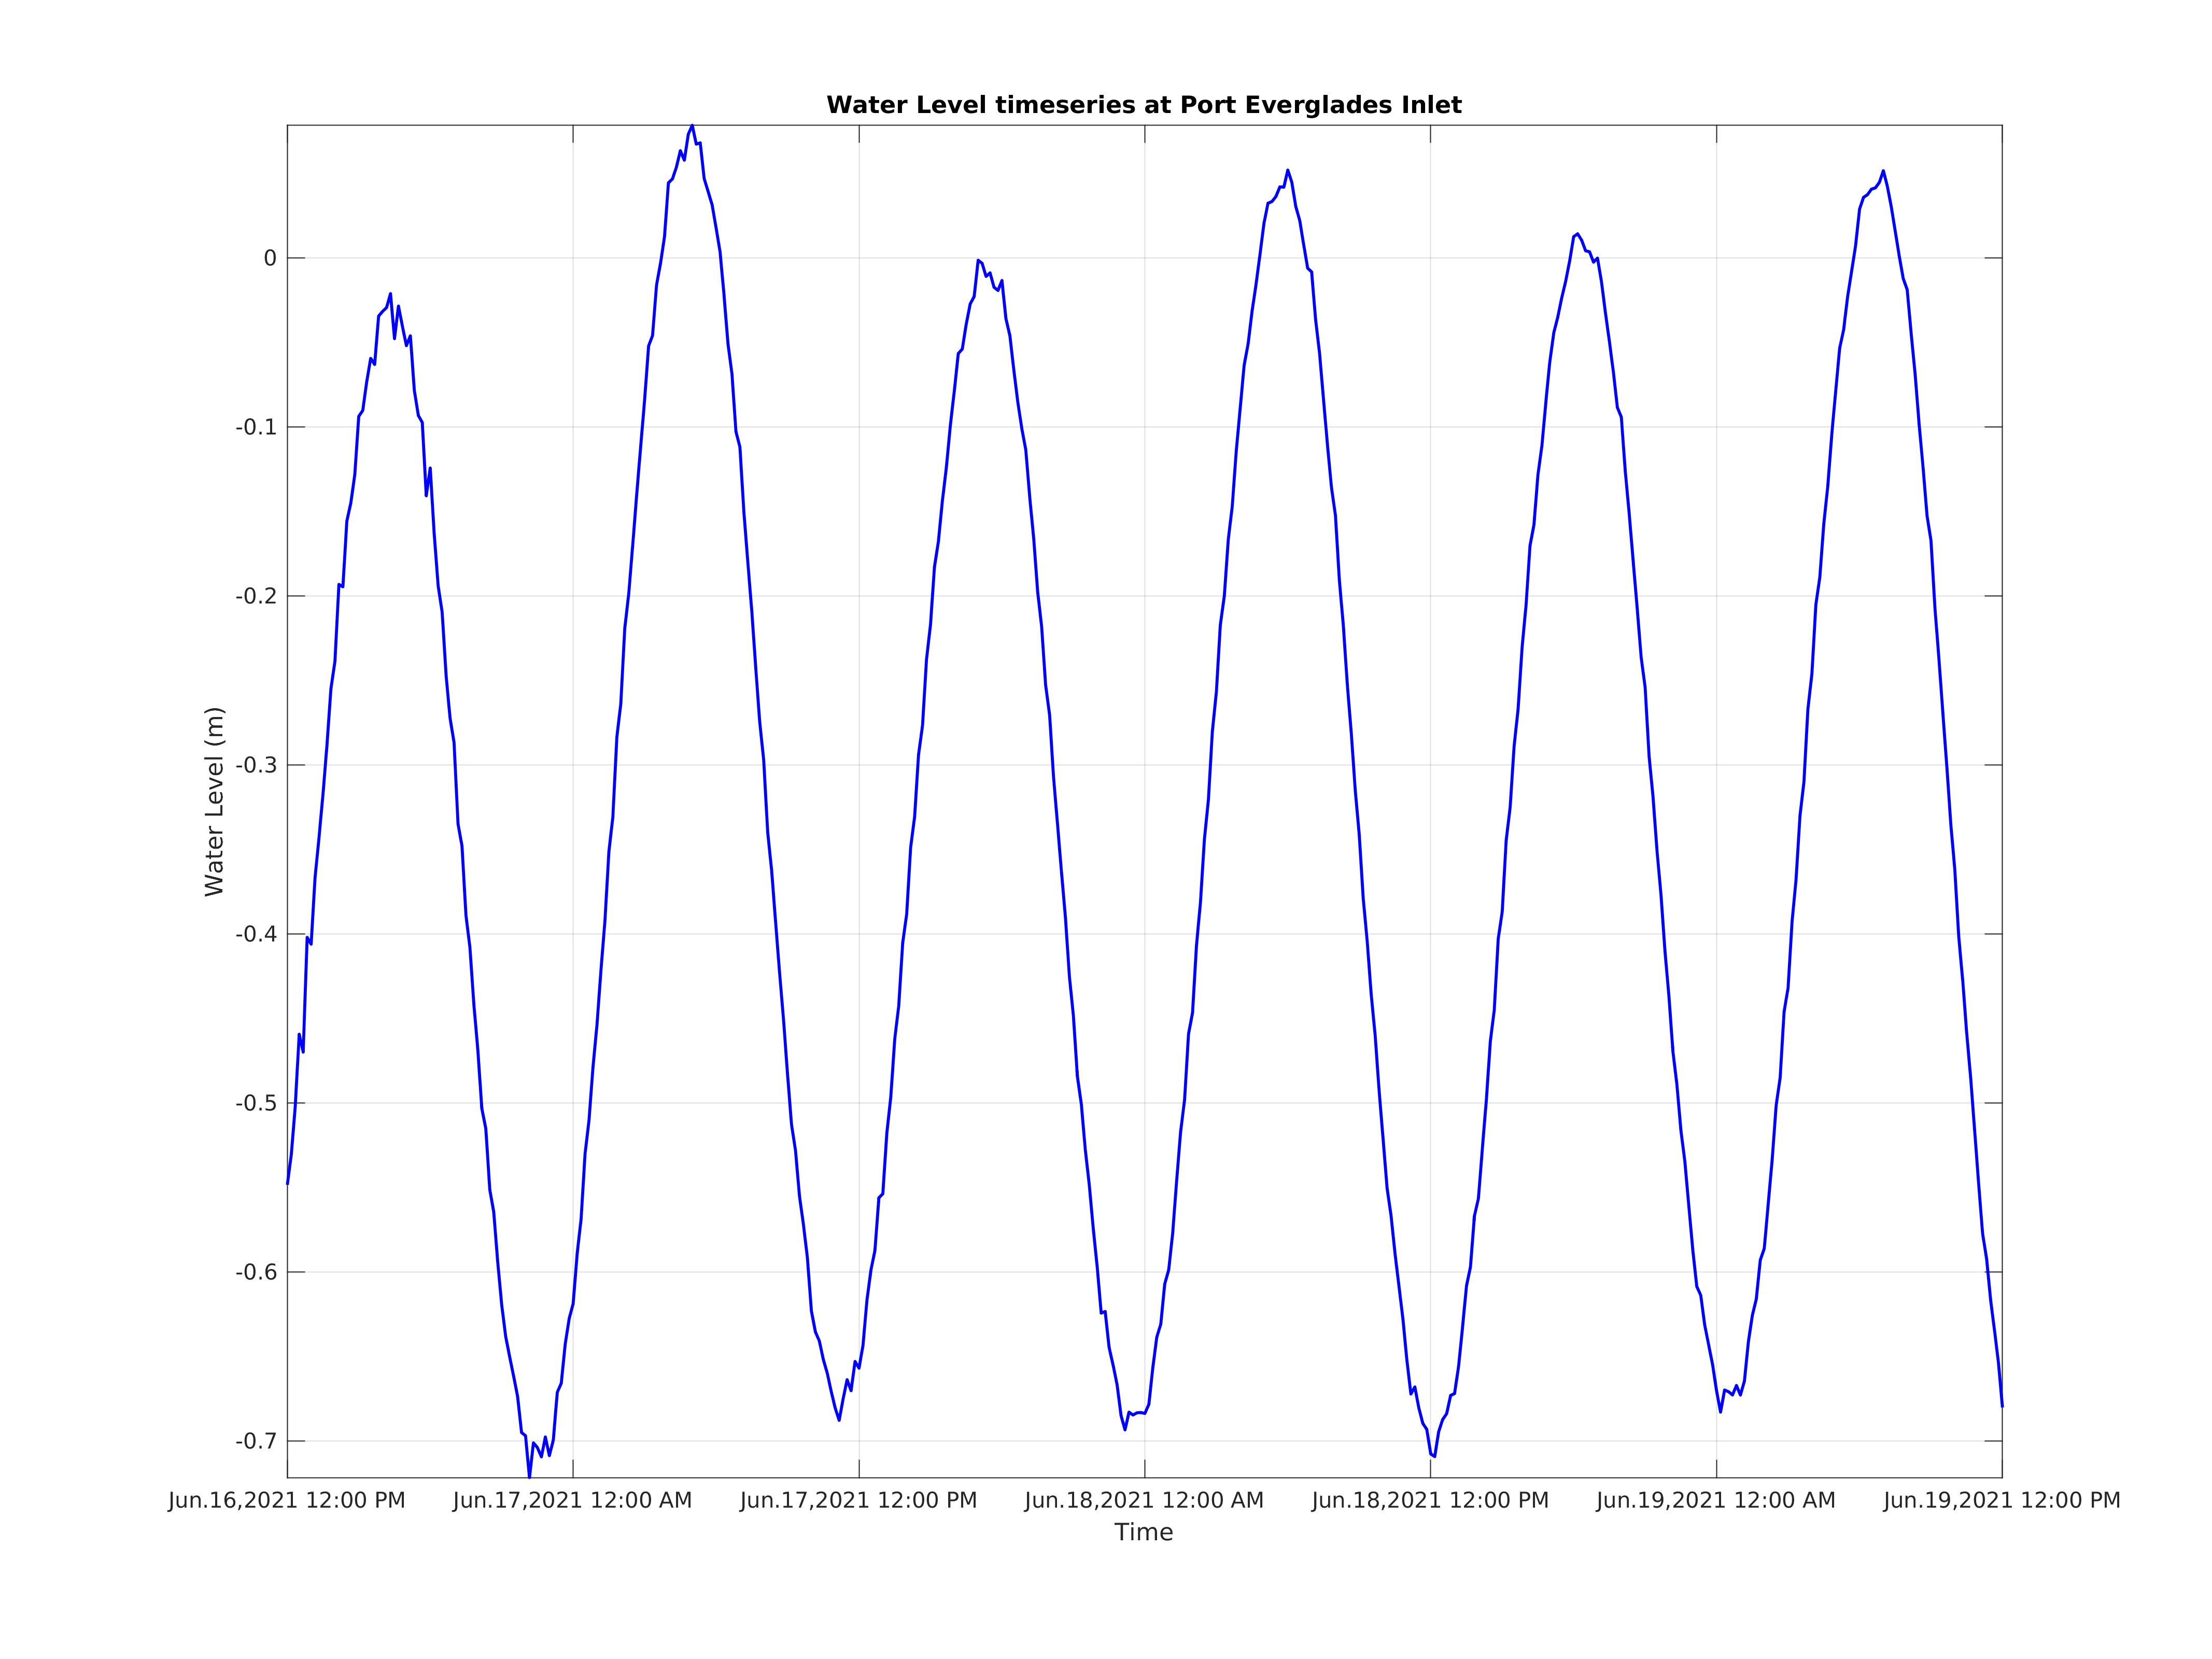 Water Level timeseries at Port Everglades Inlet
0
-0.1
-0.2
-0.3
-0.4
-0.5
-0.6
-0.7
Water Level (m)
Jun.16,2021 12:00 PM
Jun.17,2021 12:00 AM
Jun.17,2021 12:00 PM
Jun.18,2021 12:00 AM
Jun.18,2021 12:00 PM
Jun.19,2021 12:00 AM
Jun.19,2021 12:00 PM
Time